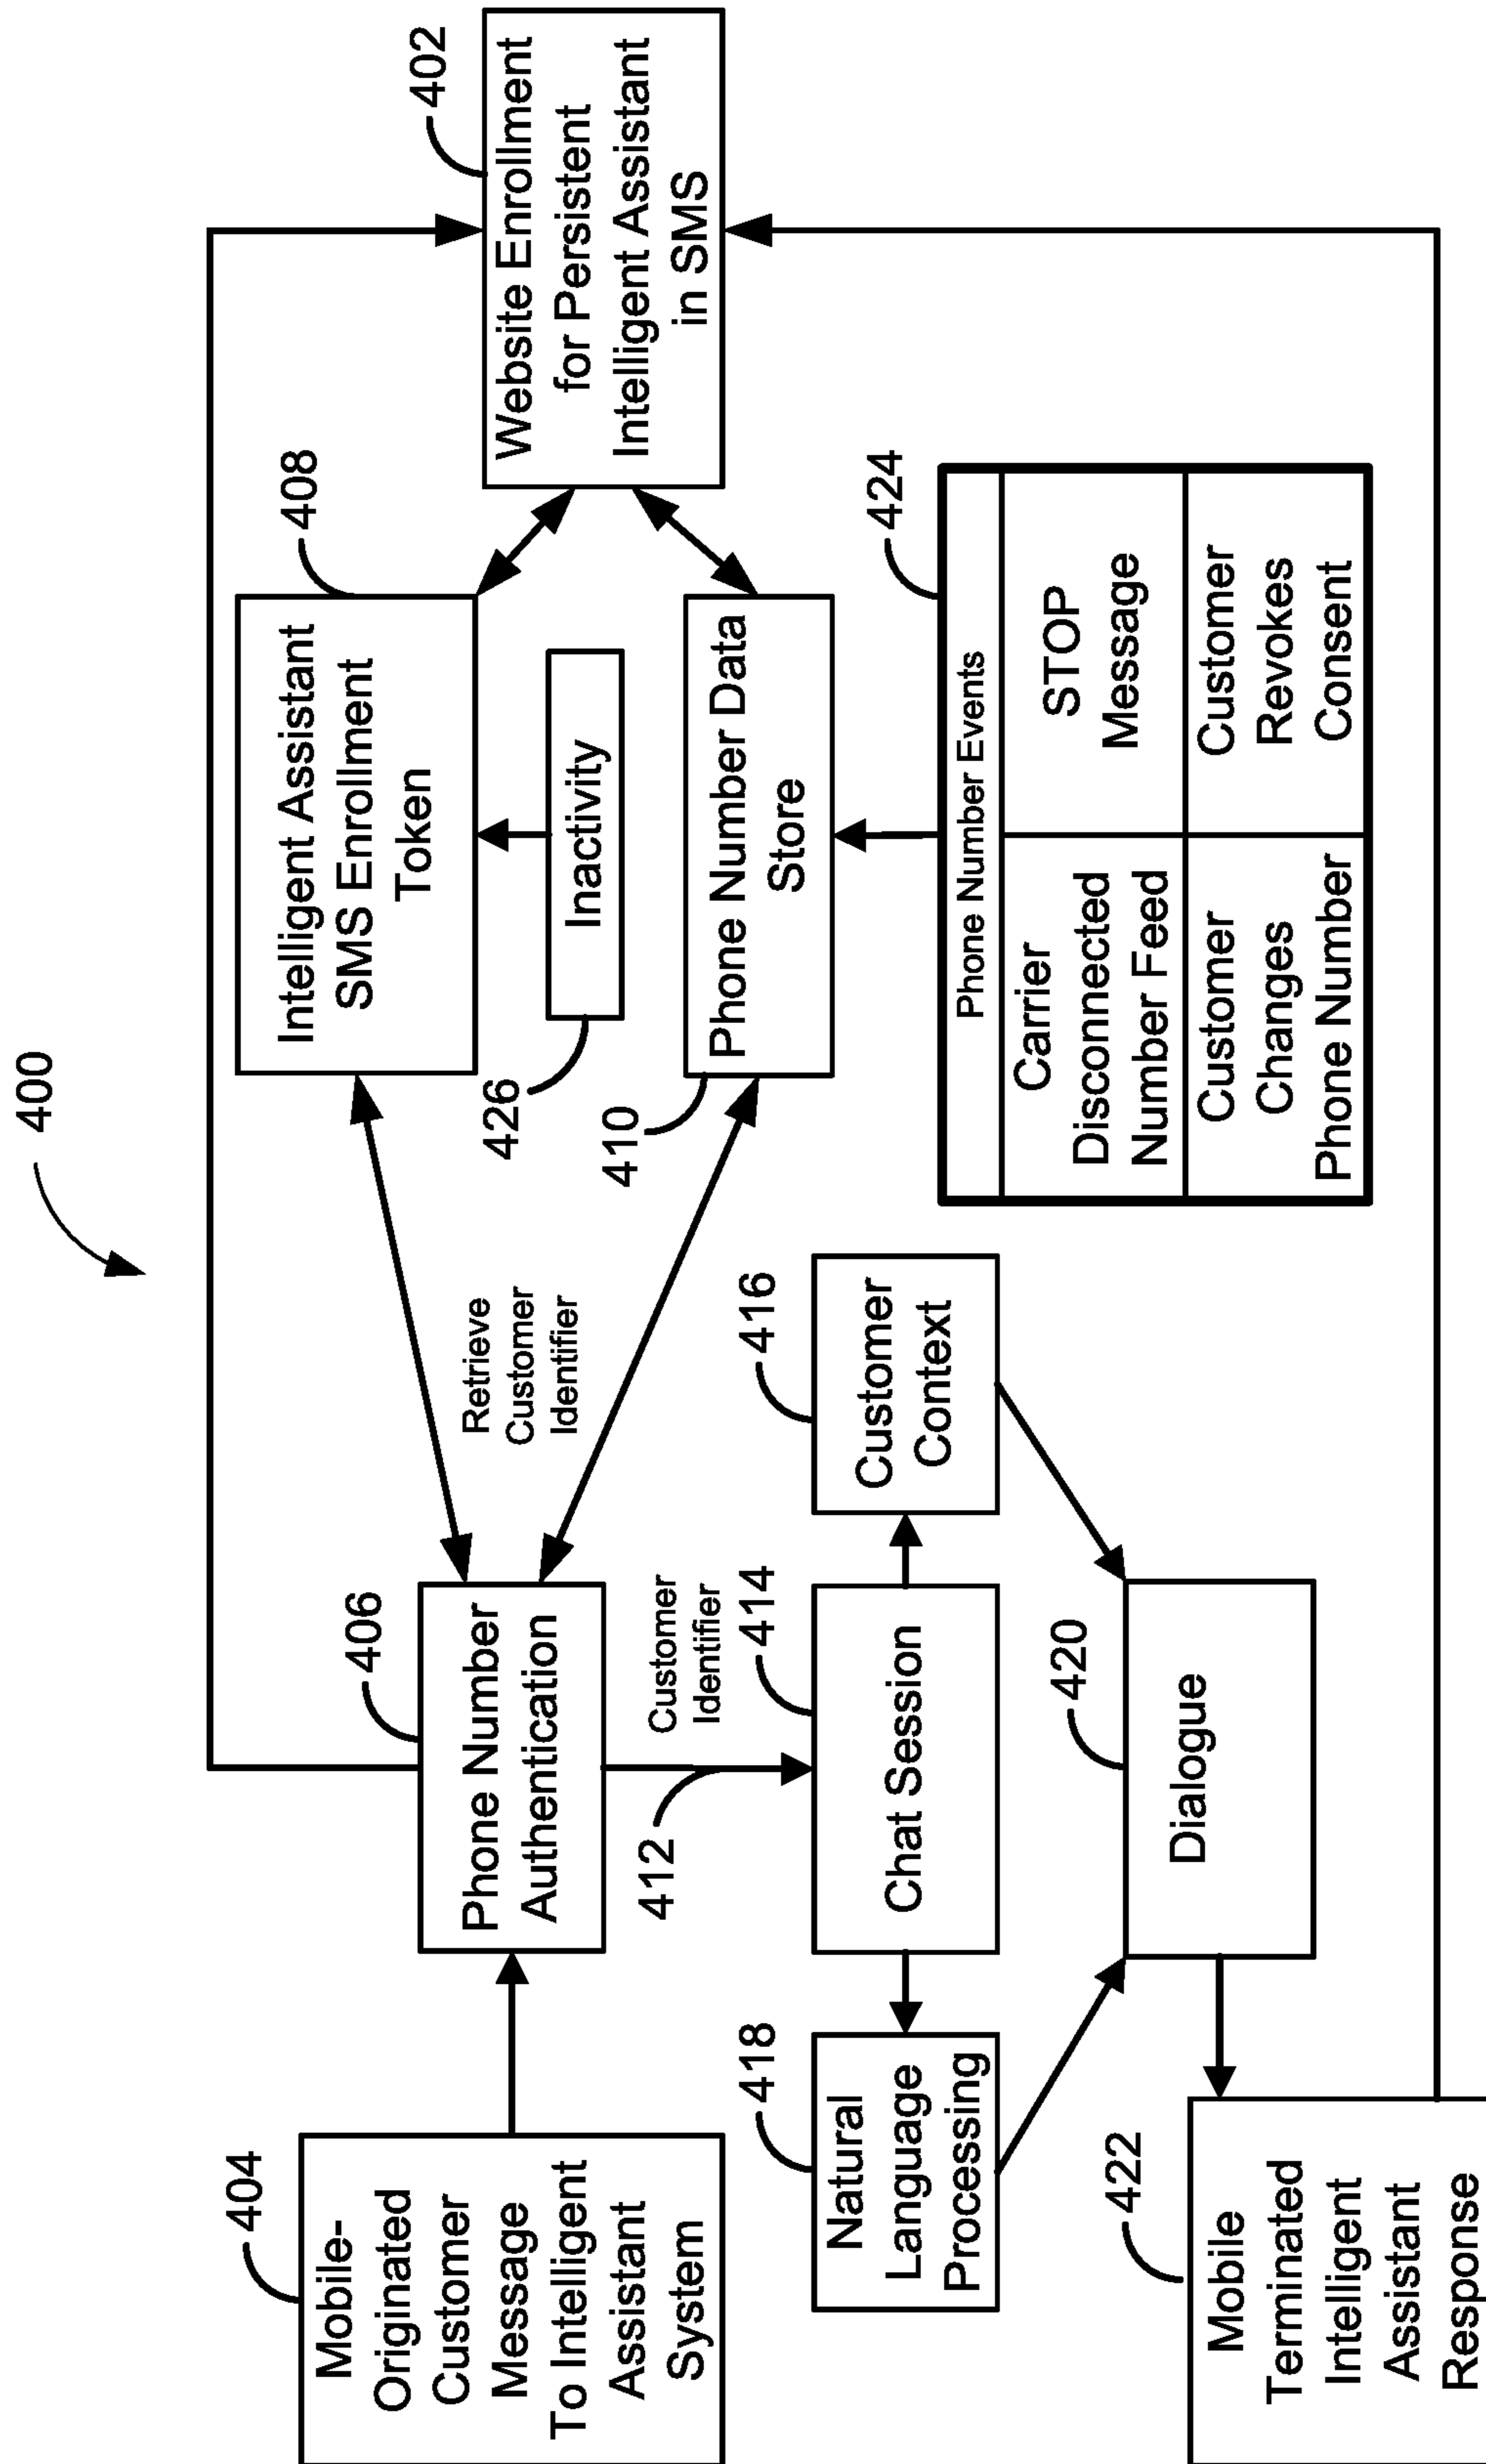 400
404
Mobile-
Originated
Customer
Message
To Intelligent
Assistant
System
406
Phone Number
Authentication
Retrieve
Customer
Identifier
408
Intelligent Assistant
SMS Enrollment
Token
402
Website Enrollment
for Persistent
Intelligent Assistant
in SMS
426
Inactivity
410
Phone Number Data
Store
412
Customer
Identifier
418
Natural
Language
Processing
414
Chat Session
416
Customer
Context
424
Phone Number Events
Carrier
Disconnected
Number Feed
STOP
Message
Customer
Changes
Phone Number
Customer
Revokes
Consent
422
Mobile
Terminated
Intelligent
Assistant
Response
420
Dialogue